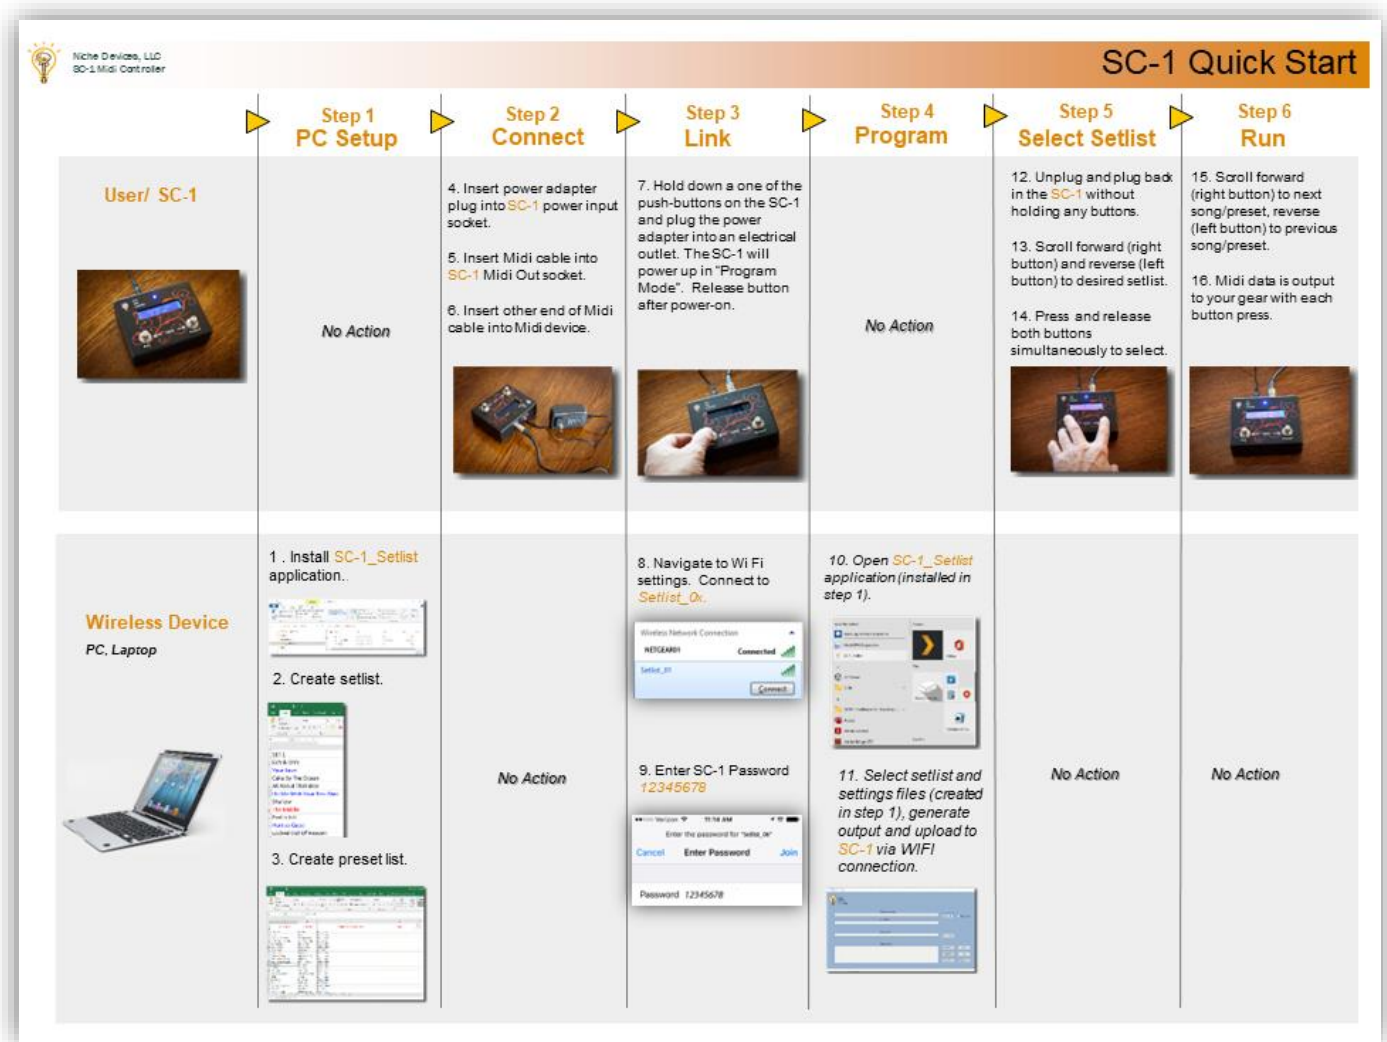 Niche Devices, LLC
SC-1 Midi Controller
SC-1 Quick Start
Step 1
PC Setup
Step 2
Connect
Step 3
Link
Step 4
Program
Step 5
Select Setlist
Step 6
Run
User/ SC-1
No Action
4. Insert power adapter
plug into SC-1 power input
socket.
5. Insert Midi cable into
SC-1 Midi Out socket.
6. Insert other end of Midi
cable into Midi device.
7. Hold down a one of the
push-buttons on the SC-1
and plug the power
adapter into an electrical
outlet. The SC-1 will
power up in "Program
Mode". Release button
after power-on.
No Action
12. Unplug and plug back
in the SC-1 without
holding any buttons.
13. Scroll forward (right
button) and reverse (left
button) to desired setlist.
14. Press and release
both buttons
simultaneously to select.
15. Scroll forward
(right button) to next
song/preset, reverse
(left button) to previous
song/preset.
16. Midi data is output
to your gear with each
button press.
Wireless Device
PC, Laptop
1 . Install SC-1_Setlist
application..
2. Create setlist.
3. Create preset list.
No Action
8. Navigate to Wi Fi
settings. Connect to
Setlist_0x.
Wireless Network Connection
NETGEAR01 Connected
Setlist_01
Connect
9. Enter SC-1 Password
12345678
Verizon 11:14 AM
Enter the password for
Cancel Enter Password Join
Password 12345678
10. Open SC-1_Setlist
application (installed in
step 1).
11. Select setlist and
settings files (created
in step 1), generate
output and upload to
SC-1 via WIFI
connection.
No Action
No Action